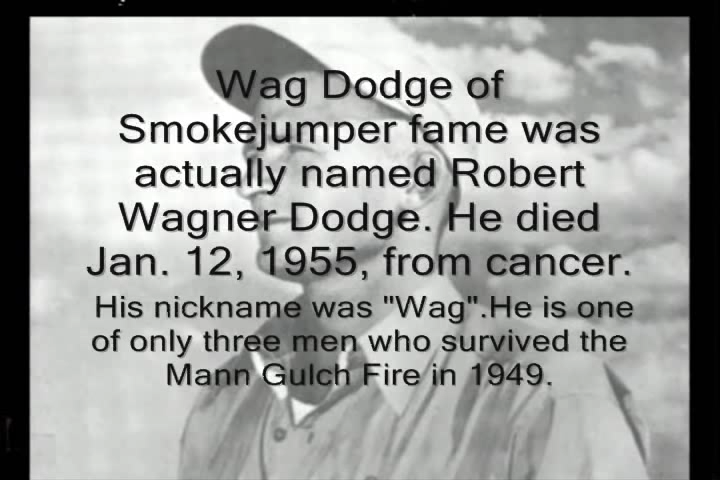 Wag Dodge of
Smokejumper fame was
actually named Robert
Wagner Dodge. He died
Jan. 12, 1955, from cancer.
His nickname was "Wag".He is one
of only three men who survived the
Mann Gulch Fire in 1949.